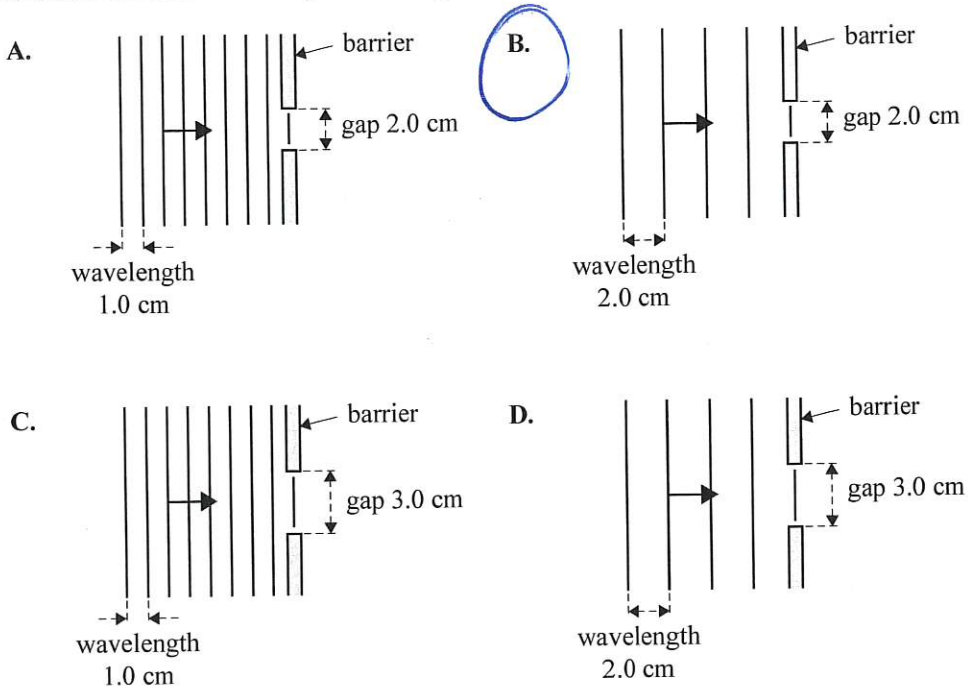 A.
barrier
gap 2.0 cm
wavelength
1.0 cm
B.
barrier
gap 2.0 cm
wavelength
2.0 cm
C.
barrier
gap 3.0 cm
wavelength
1.0 cm
D.
barrier
gap 3.0 cm
wavelength
2.0 cm